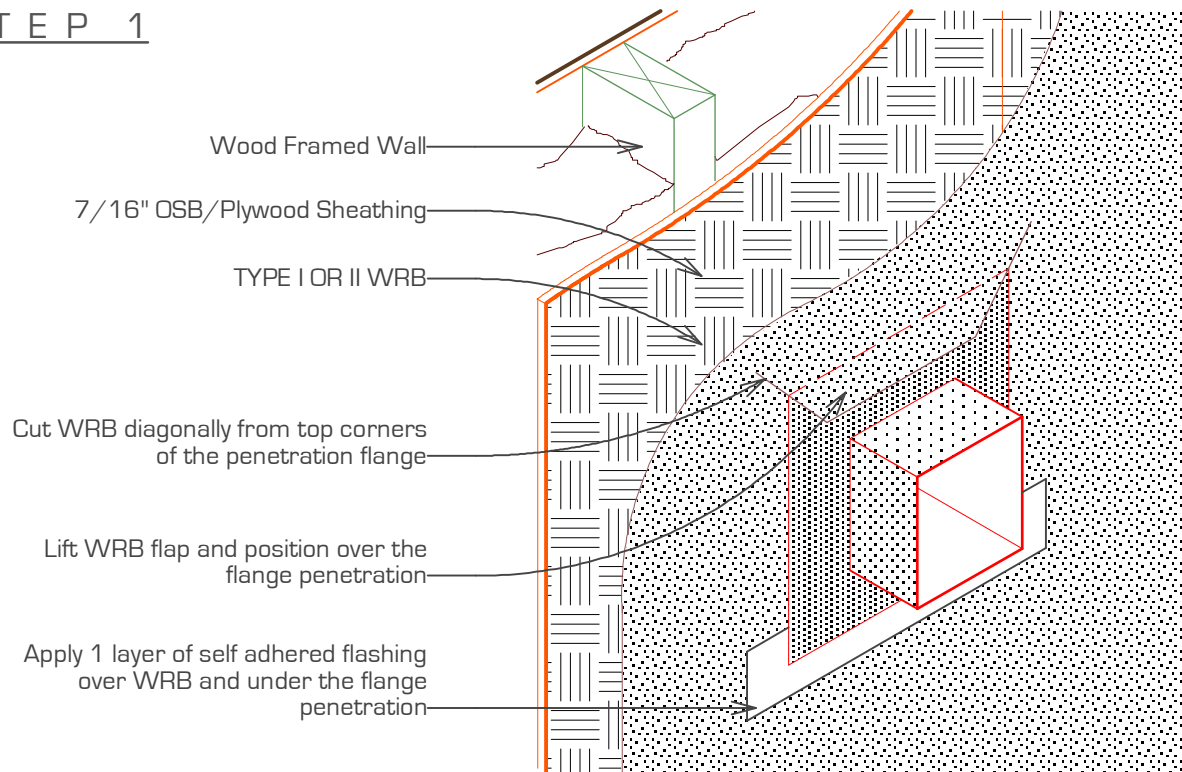 TEP 1
Wood Framed Wall
7/16" OSB/Plywood Sheathing
TYPE I OR II WRB
Cut WRB diagonally from top corners
of the penetration flange
Lift WRB flap and position over the
flange penetration
Apply 1 layer of self adhered flashing
over WRB and under the flange
penetration